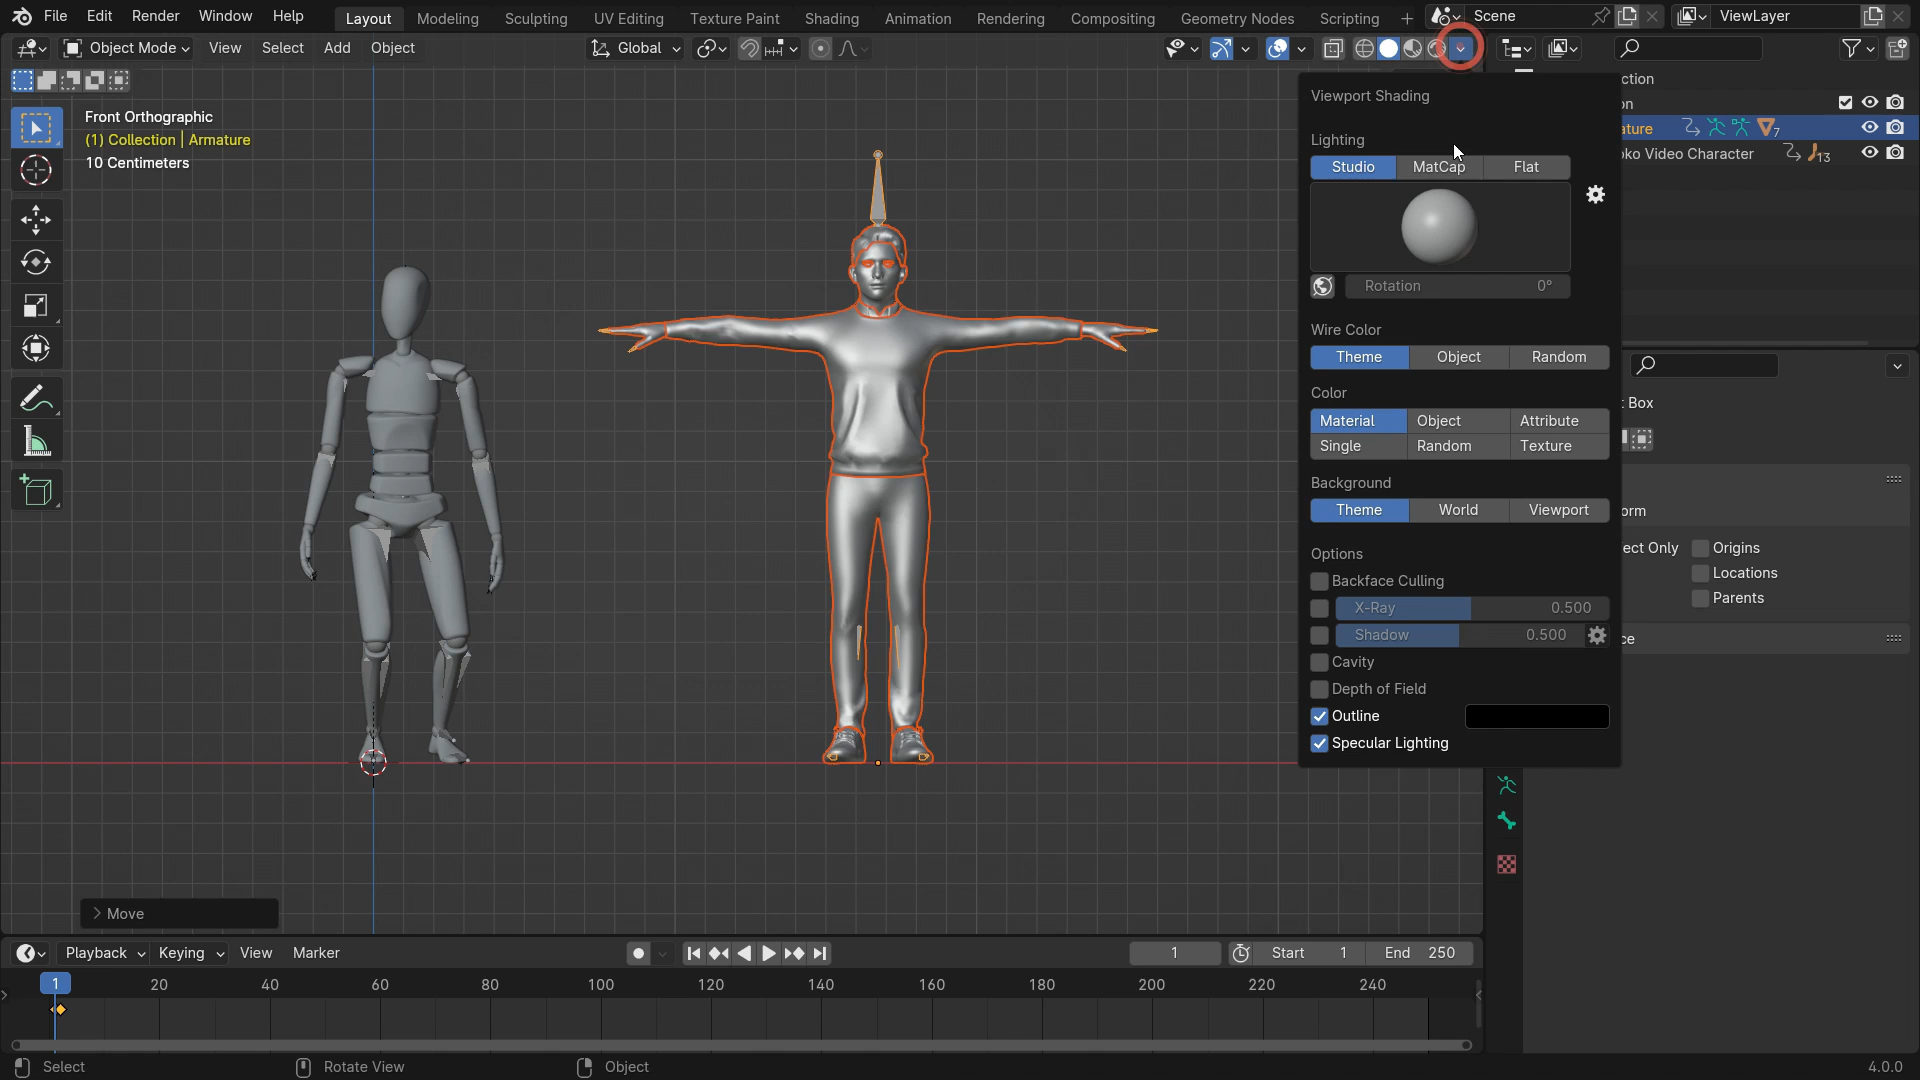 File Edit Render Window Help Layout Modeling Sculpting UV Editing Texture Paint Shading Animation Rendering Compositing Geometry Nodes Scripting + Scene ViewLayer
Object Mode View Select Add Object Global
Front Orthographic
(1) Collection | Armature
10 Centimeters
Viewport Shading
Lighting
Studio MatCap Flat
Rotation 0°
Wire Color
Theme Object Random
Color
Material Object Attribute
Single Random Texture
Background
Theme World Viewport
Options
Backface Culling
X-Ray 0.500
Shadow 0.500
Cavity
Depth of Field
Outline
Specular Lighting
ction
on
ature 7
oko Video Character 13
t Box
orm
ect Only Origins
Locations
Parents
ce
Move
Playback Keying View Marker 1 Start 1 End 250
1 20 40 60 80 100 120 140 160 180 200 220 240
Select Rotate View Object 4.0.0